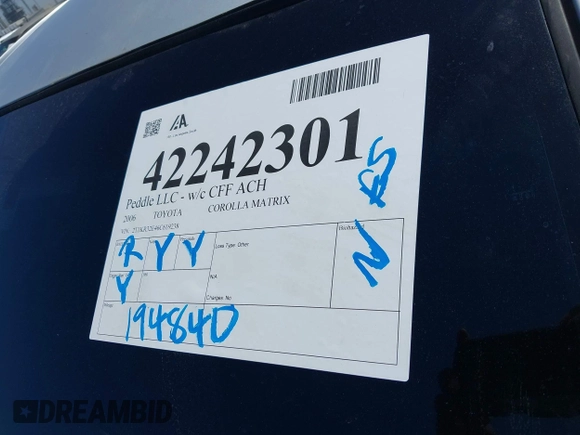 IAA
42242301
Peddle LLC - w/c CFF ACH
2006 TOYOTA COROLLA MATRIX
R Y Y
Loss Type: Other
Y
N/A
Charges: No
194840
N
DREAMBID